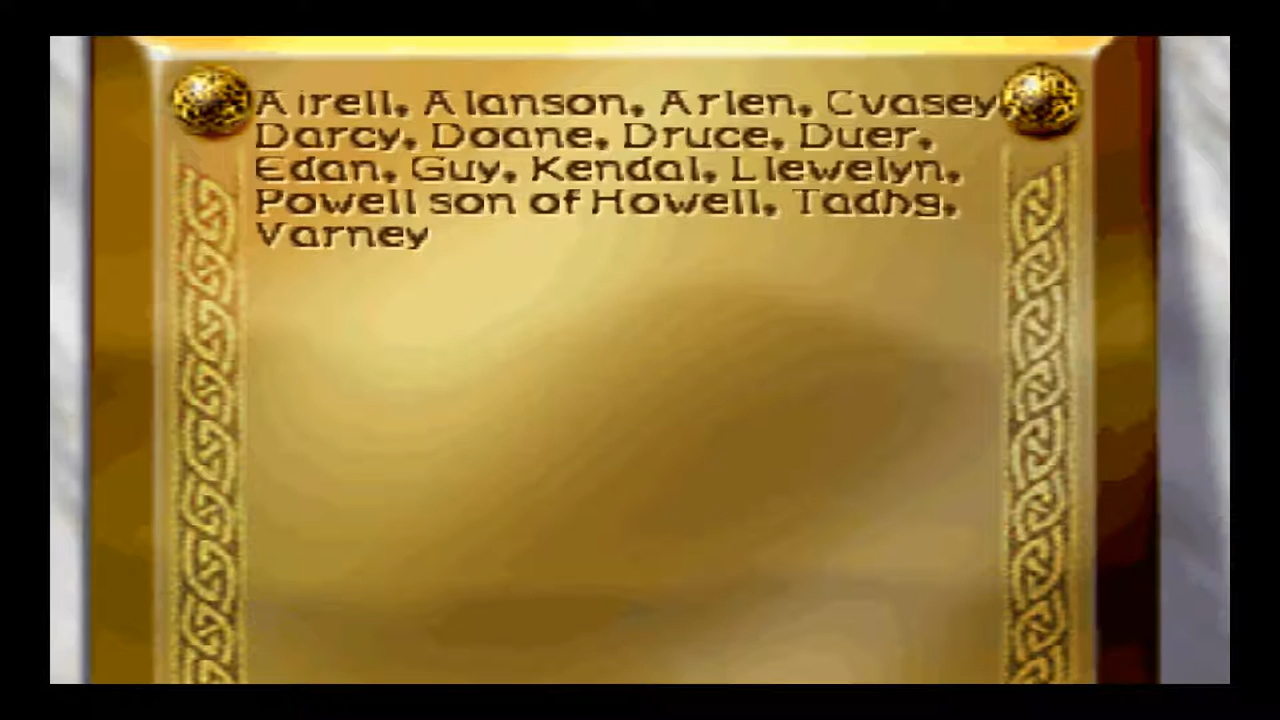 Airell, Alanson, Arlen, Cvasey,
Darcy, Doane, Druce, Duer,
Edan, Guy, Kendal, Llewelyn,
Powell son of Howell, Tadhg,
Varney